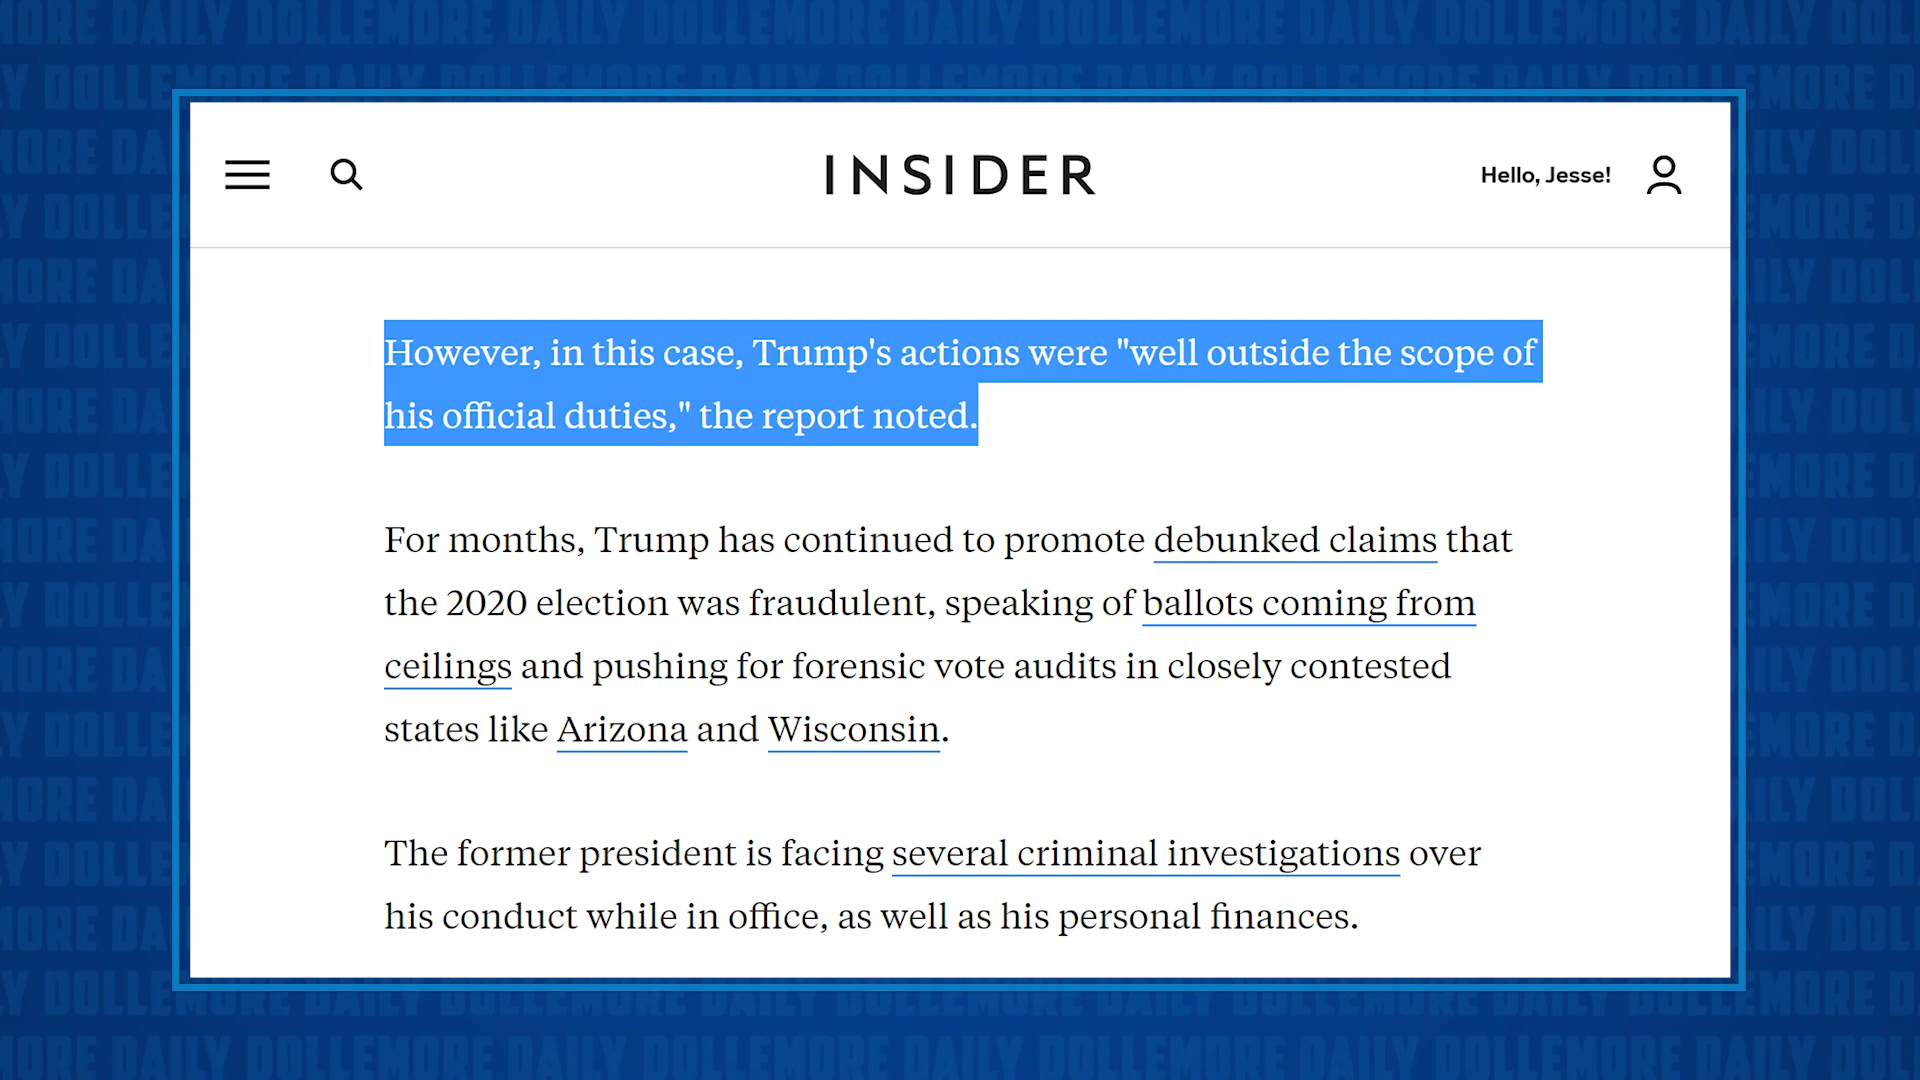 INSIDER
Hello, Jesse!
However, in this case, Trump's actions were "well outside the scope of
his official duties," the report noted.
For months, Trump has continued to promote debunked claims that
the 2020 election was fraudulent, speaking of ballots coming from
ceilings and pushing for forensic vote audits in closely contested
states like Arizona and Wisconsin.
The former president is facing several criminal investigations over
his conduct while in office, as well as his personal finances.
DAILY DOLLEMORE